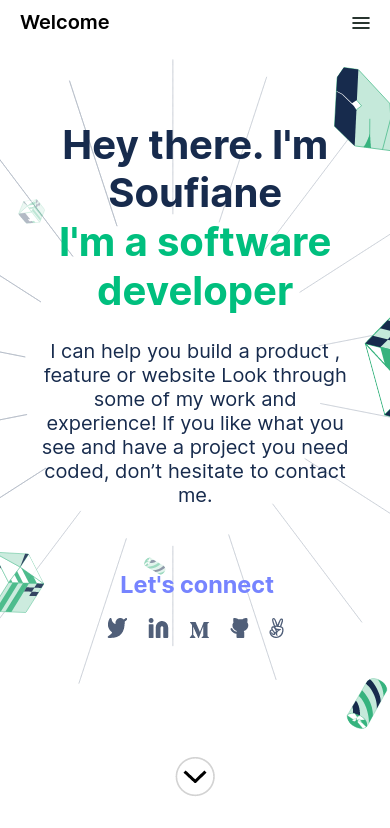 Welcome
Hey there. I'm
Soufiane
I'm a software
developer
I can help you build a product ,
feature or website Look through
some of my work and
experience! If you like what you
see and have a project you need
coded, don’t hesitate to contact
me.
Let's connect